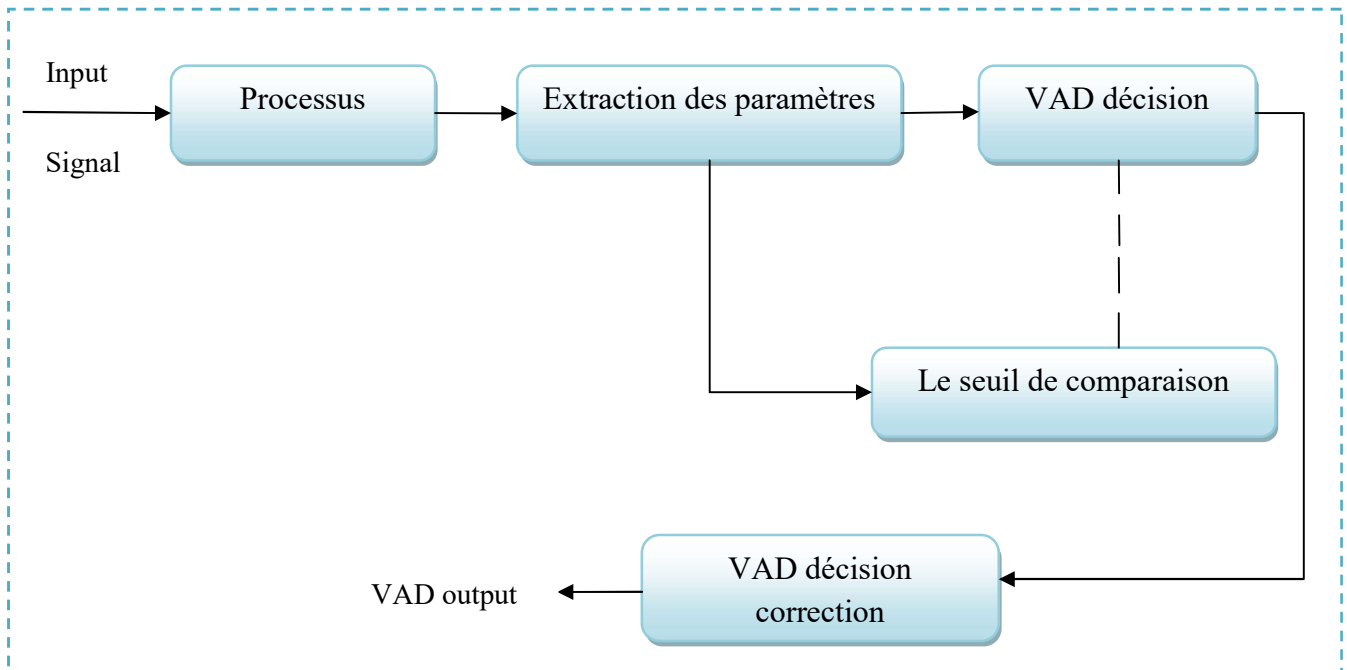 Input
Signal
Processus
Extraction des paramètres
VAD décision
Le seuil de comparaison
VAD décision
correction
VAD output